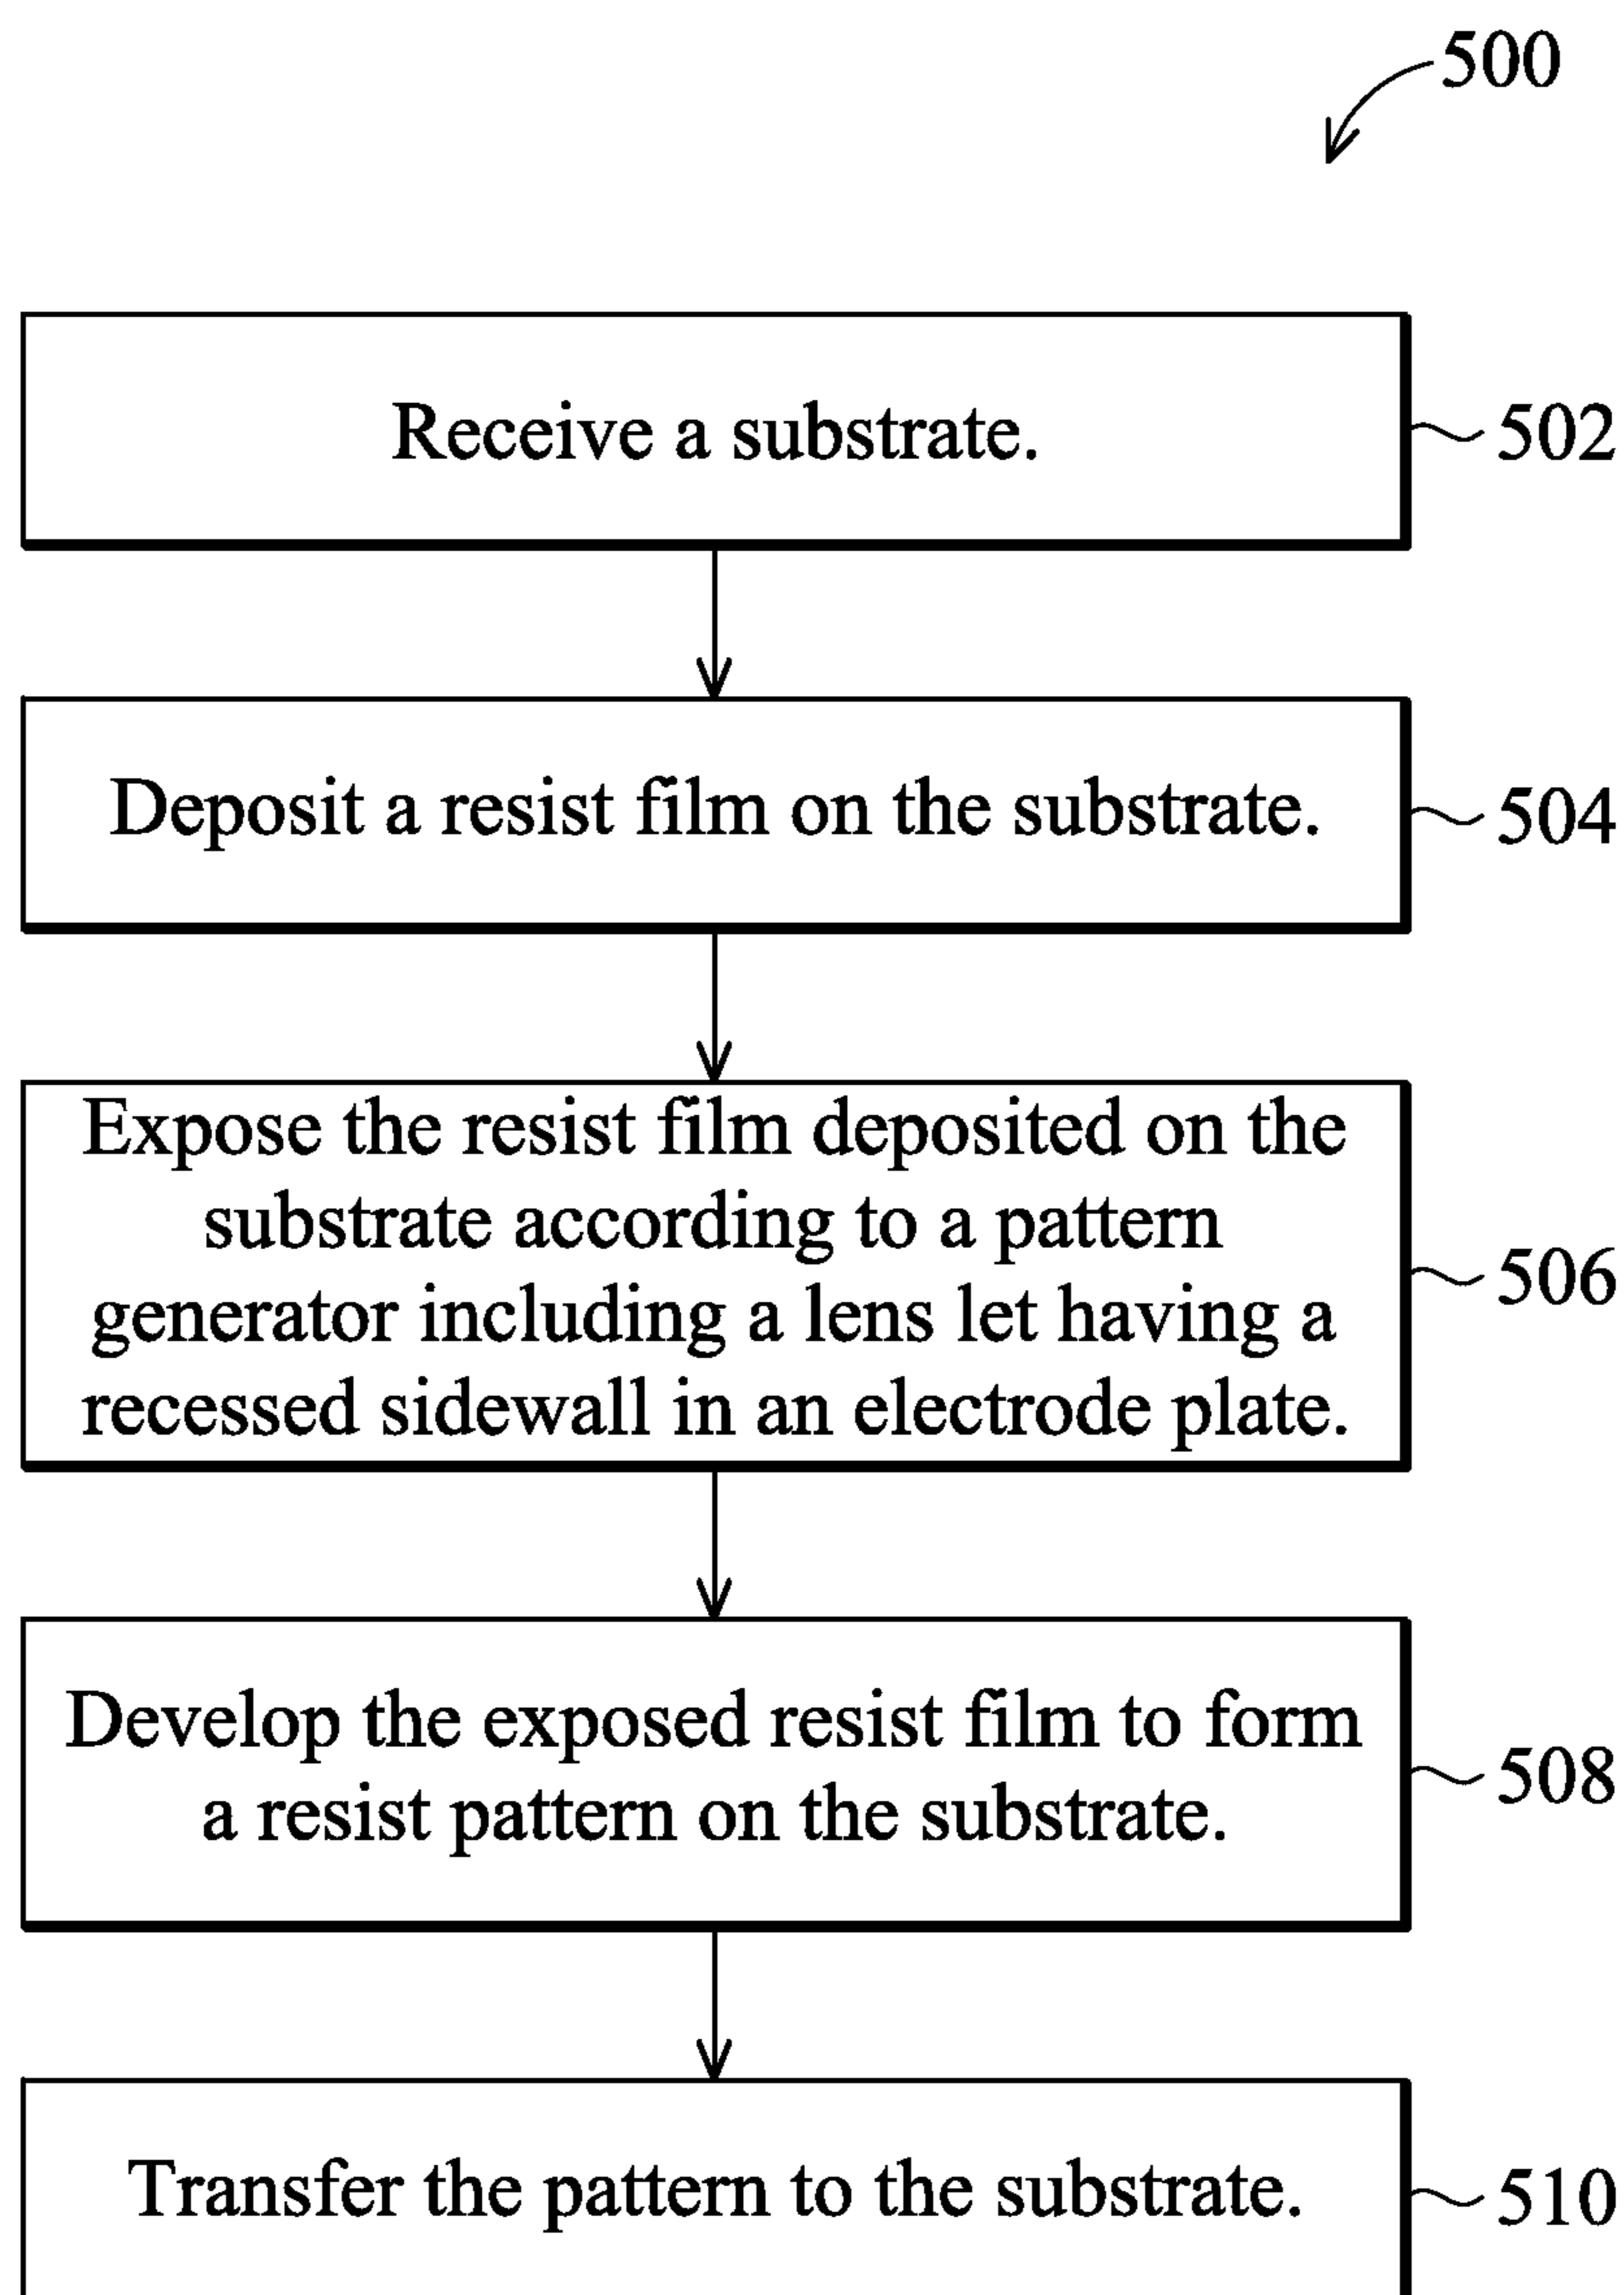 500
Receive a substrate.
502
Deposit a resist film on the substrate.
504
Expose the resist film deposited on the
substrate according to a pattern
generator including a lens let having a
recessed sidewall in an electrode plate.
506
Develop the exposed resist film to form
a resist pattern on the substrate.
508
Transfer the pattern to the substrate.
510